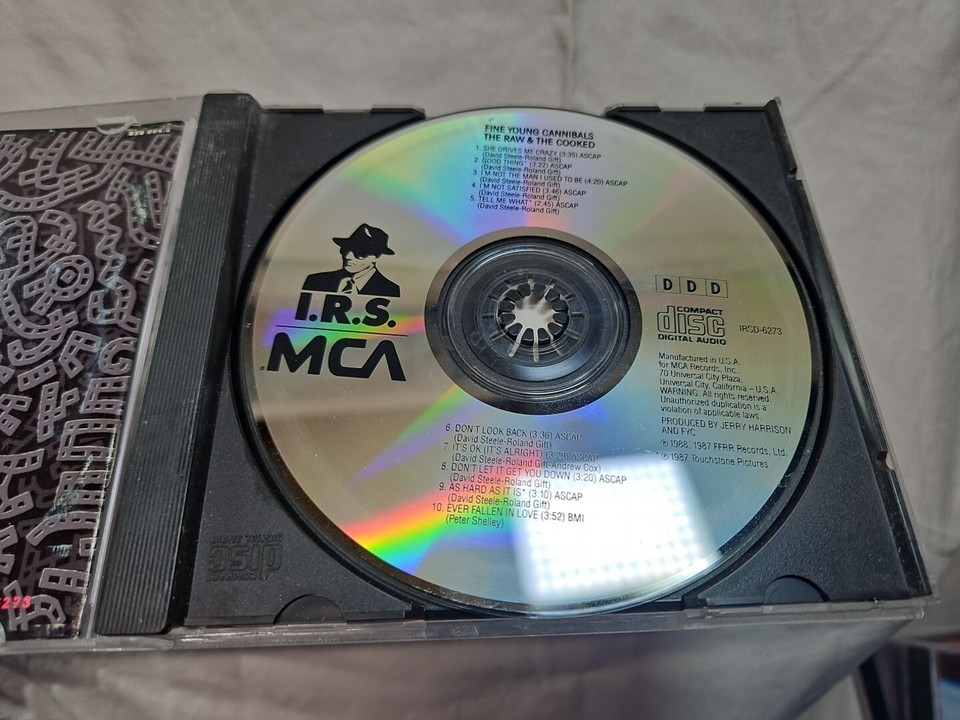 FINE YOUNG CANNIBALS
THE RAW & THE COOKED
1. SHE DRIVES ME CRAZY (3:35) ASCAP
(David Steele-Roland Gift)
2. GOOD THING* (3:22) ASCAP
(David Steele-Roland Gift)
3. I'M NOT THE MAN I USED TO BE (4:20) ASCAP
(David Steele-Roland Gift)
4. I'M NOT SATISFIED (3:46) ASCAP
(David Steele-Roland Gift)
5. TELL ME WHAT* (2:45) ASCAP
(David Steele-Roland Gift)
I.R.S.
MCA
DDD
COMPACT
disc
DIGITAL AUDIO
IRSD-6273
Manufactured in U.S.A.
for MCA Records, Inc.,
70 Universal City Plaza,
Universal City, California – U.S.A.
WARNING: All rights reserved.
Unauthorized duplication is a
violation of applicable laws.
PRODUCED BY JERRY HARRISON
AND FYC
℗ 1988, 1987 FFRR Records, Ltd.
*℗ 1987 Touchstone Pictures
6. DON'T LOOK BACK (3:36) ASCAP
(David Steele-Roland Gift)
7. IT'S OK (IT'S ALRIGHT) ASCAP
(David Steele-Roland Gift-Andrew Cox)
8. DON'T LET IT GET YOU DOWN (3:20) ASCAP
(David Steele-Roland Gift)
9. AS HARD AS IT IS* (3:10) ASCAP
(David Steele-Roland Gift)
10. EVER FALLEN IN LOVE (3:52) BMI
(Peter Shelley)
COMPACT
disc
DIGITAL AUDIO
273